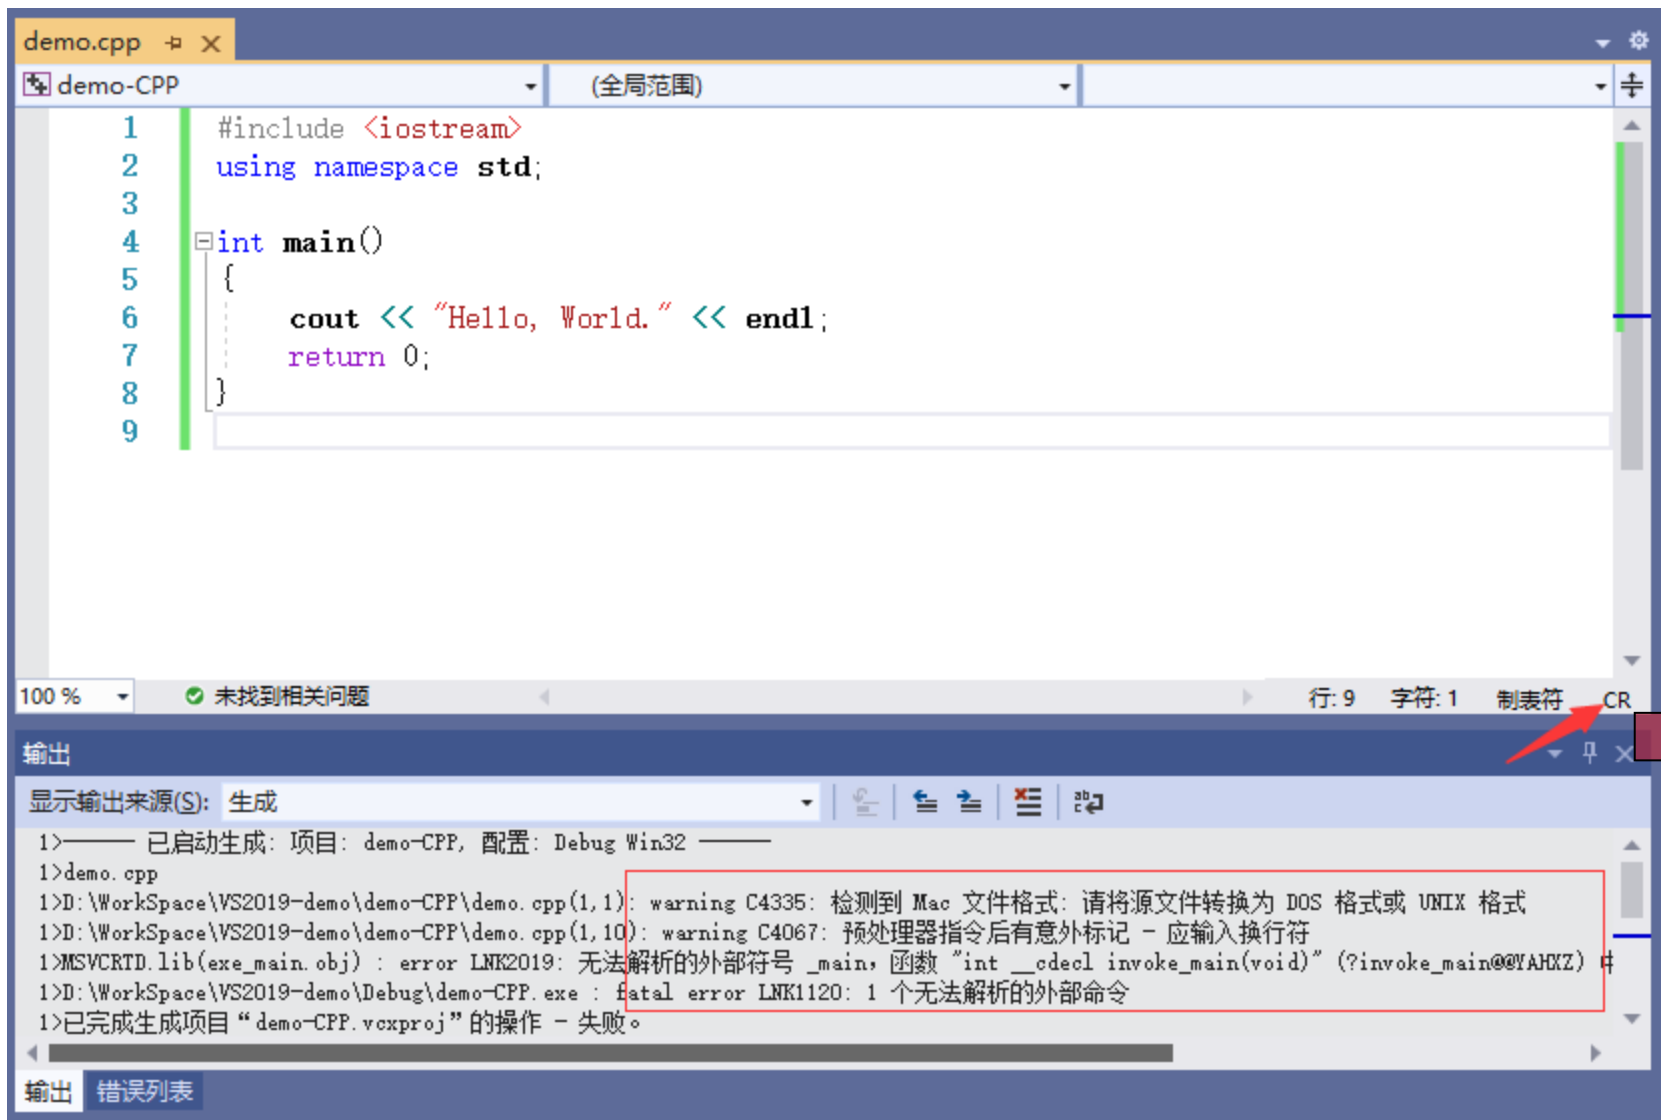 demo.cpp
demo-CPP
(全局范围)
1 #include <iostream>
2 using namespace std;
3
4 int main()
5 {
6 cout << "Hello, World." << endl;
7 return 0;
8 }
9
100 %
未找到相关问题
行: 9
字符: 1
制表符
CR
输出
显示输出来源(S): 生成
1>------ 已启动生成: 项目: demo-CPP, 配置: Debug Win32 ------
1>demo.cpp
1>D:\WorkSpace\VS2019-demo\demo-CPP\demo.cpp(1,1): warning C4335: 检测到 Mac 文件格式: 请将源文件转换为 DOS 格式或 UNIX 格式
1>D:\WorkSpace\VS2019-demo\demo-CPP\demo.cpp(1,10): warning C4067: 预处理器指令后有意外标记 - 应输入换行符
1>MSVCRTD.lib(exe_main.obj) : error LNK2019: 无法解析的外部符号 _main，函数 "int __cdecl invoke_main(void)" (?invoke_main@@YAHXZ)
1>D:\WorkSpace\VS2019-demo\Debug\demo-CPP.exe : fatal error LNK1120: 1 个无法解析的外部命令
1>已完成生成项目“demo-CPP.vcxproj”的操作 - 失败。
输出
错误列表